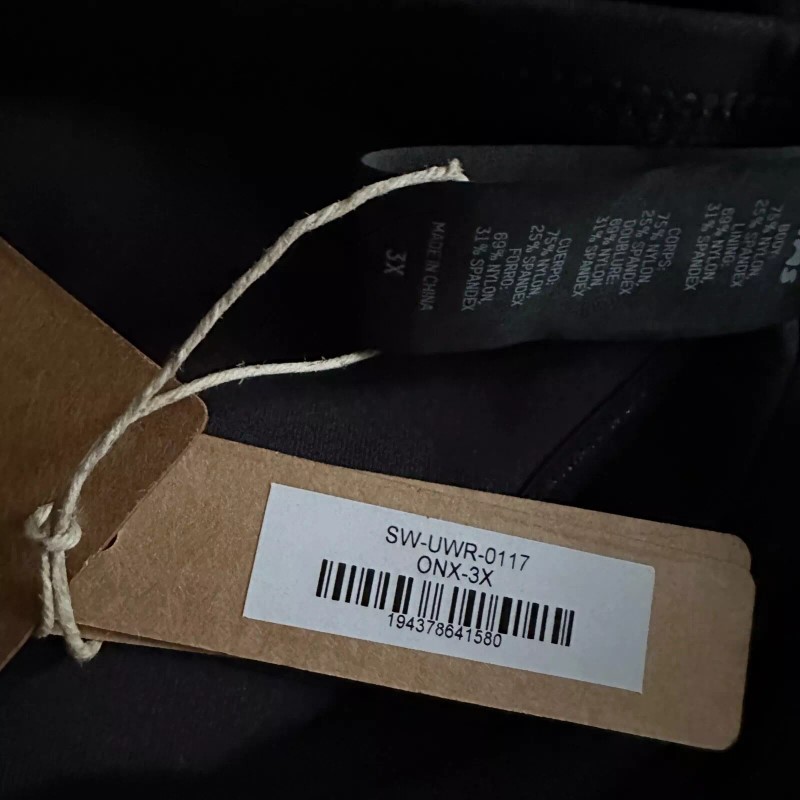 BODY:
75% NYLON,
25% SPANDEX
LINING:
69% NYLON,
31% SPANDEX
CORPS:
75% NYLON,
25% SPANDEX
DOUBLURE:
69% NYLON,
31% SPANDEX
CUERPO:
75% NYLON,
25% SPANDEX
FORRO:
69% NYLON,
31% SPANDEX
MADE IN CHINA
3X
SW-UWR-0117
ONX-3X
194378641580